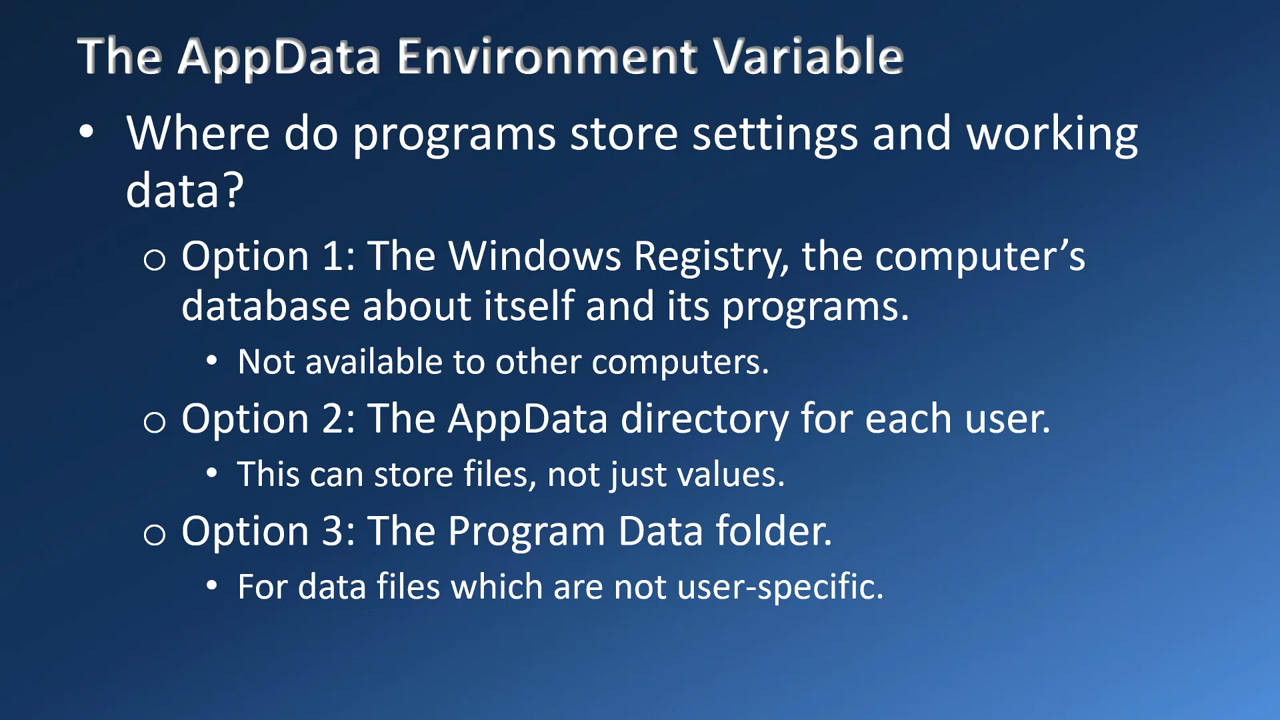 The AppData Environment Variable
• Where do programs store settings and working
data?
o Option 1: The Windows Registry, the computer’s
database about itself and its programs.
• Not available to other computers.
o Option 2: The AppData directory for each user.
• This can store files, not just values.
o Option 3: The Program Data folder.
• For data files which are not user-specific.